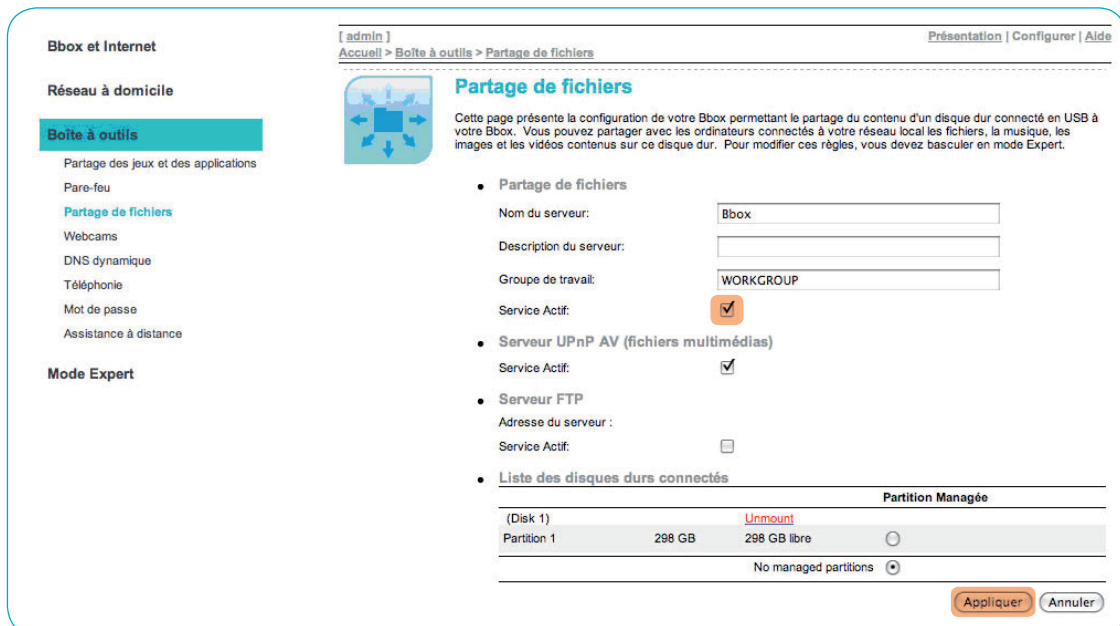 Bbox et Internet
Réseau à domicile
Boîte à outils
Partage des jeux et des applications
Pare-feu
Partage de fichiers
Webcams
DNS dynamique
Téléphonie
Mot de passe
Assistance à distance
Mode Expert
[ admin ]
Présentation | Configurer | Aide
Accueil > Boîte à outils > Partage de fichiers
Partage de fichiers
Cette page présente la configuration de votre Bbox permettant le partage du contenu d'un disque dur connecté en USB à
votre Bbox. Vous pouvez partager avec les ordinateurs connectés à votre réseau local les fichiers, la musique, les
images et les vidéos contenus sur ce disque dur. Pour modifier ces règles, vous devez basculer en mode Expert.
Partage de fichiers
Nom du serveur: Bbox
Description du serveur:
Groupe de travail: WORKGROUP
Service Actif:
Serveur UPnP AV (fichiers multimédias)
Service Actif:
Serveur FTP
Adresse du serveur :
Service Actif:
Liste des disques durs connectés
Partition Managée
(Disk 1) Unmount
Partition 1 298 GB 298 GB libre
No managed partitions
Appliquer Annuler